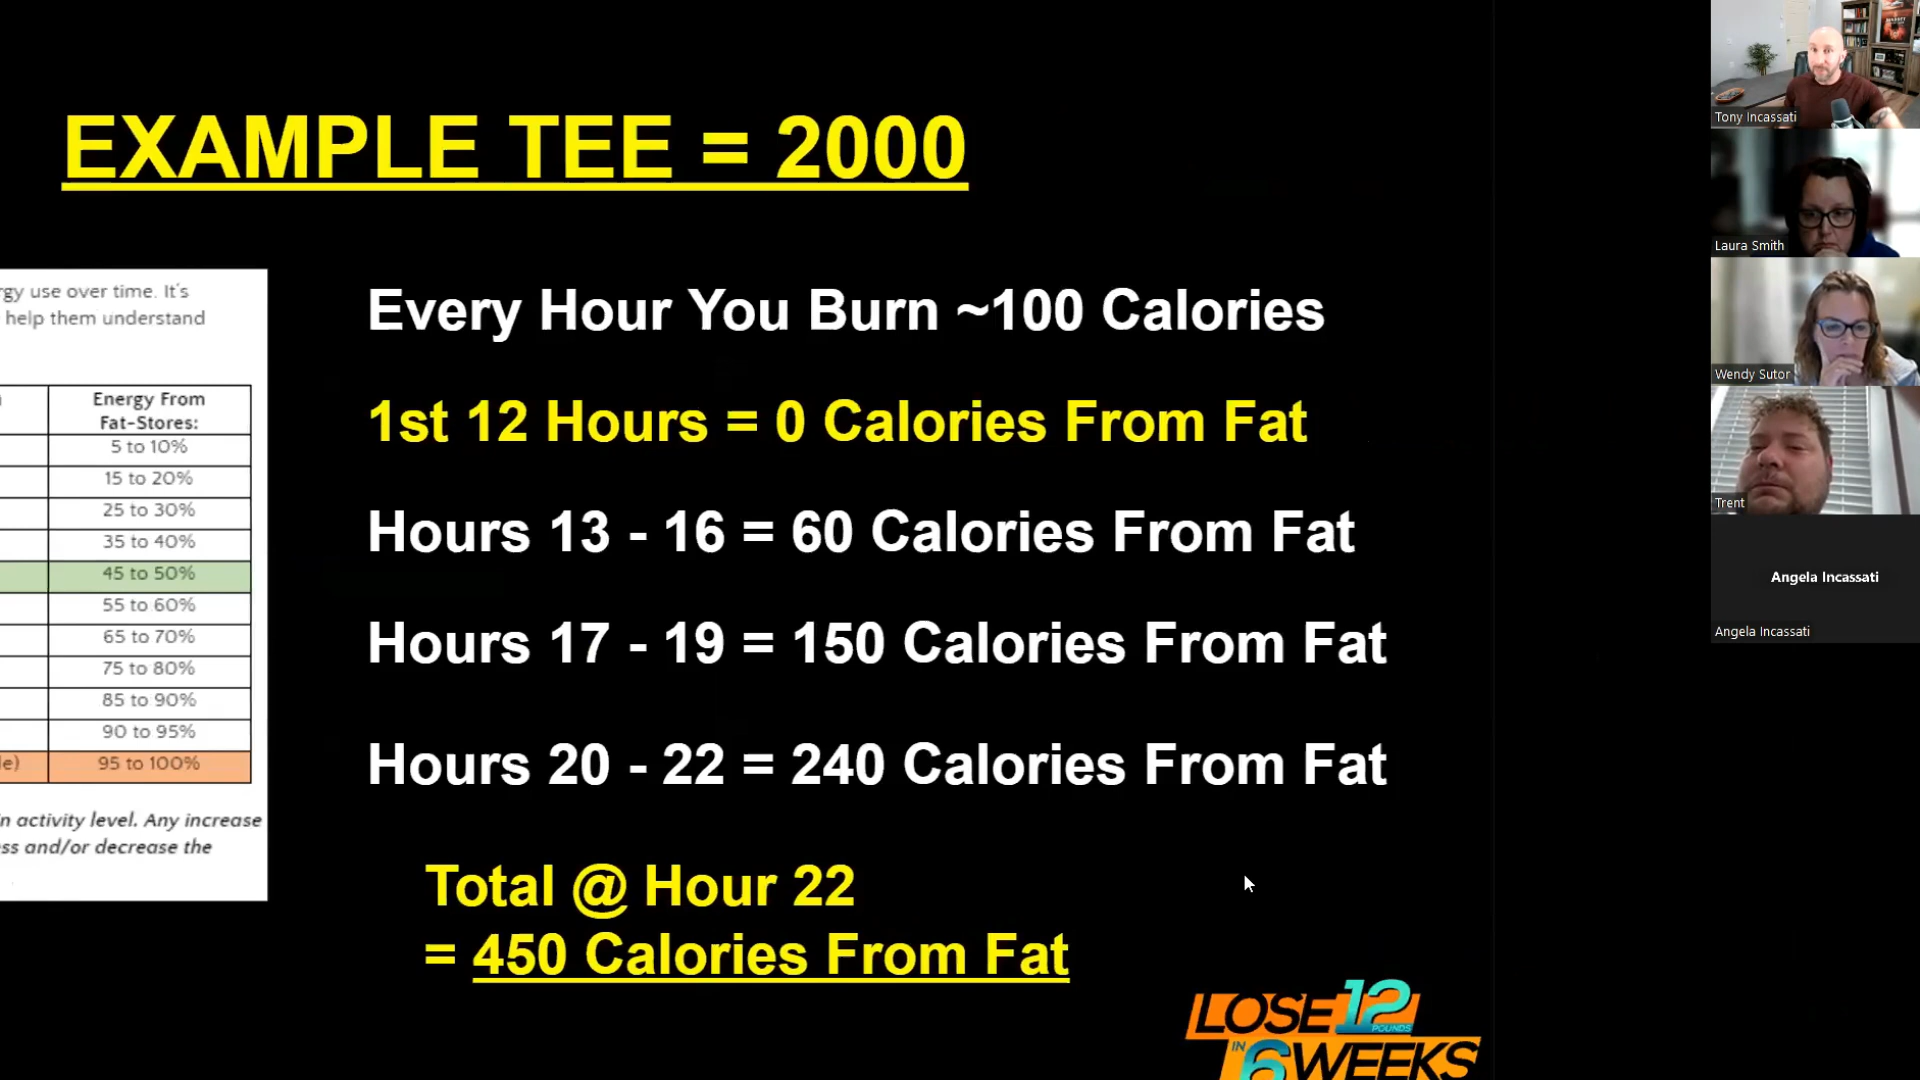 EXAMPLE TEE = 2000
rgy use over time. It's
help them understand
Energy From
Fat-Stores:
5 to 10%
15 to 20%
25 to 30%
35 to 40%
45 to 50%
55 to 60%
65 to 70%
75 to 80%
85 to 90%
90 to 95%
le) 95 to 100%
n activity level. Any increase
ss and/or decrease the
Every Hour You Burn ~100 Calories
1st 12 Hours = 0 Calories From Fat
Hours 13 - 16 = 60 Calories From Fat
Hours 17 - 19 = 150 Calories From Fat
Hours 20 - 22 = 240 Calories From Fat
Total @ Hour 22
= 450 Calories From Fat
LOSE 12
POUNDS
IN 6 WEEKS
Tony Incassati
Laura Smith
Wendy Sutor
Trent
Angela Incassati
Angela Incassati